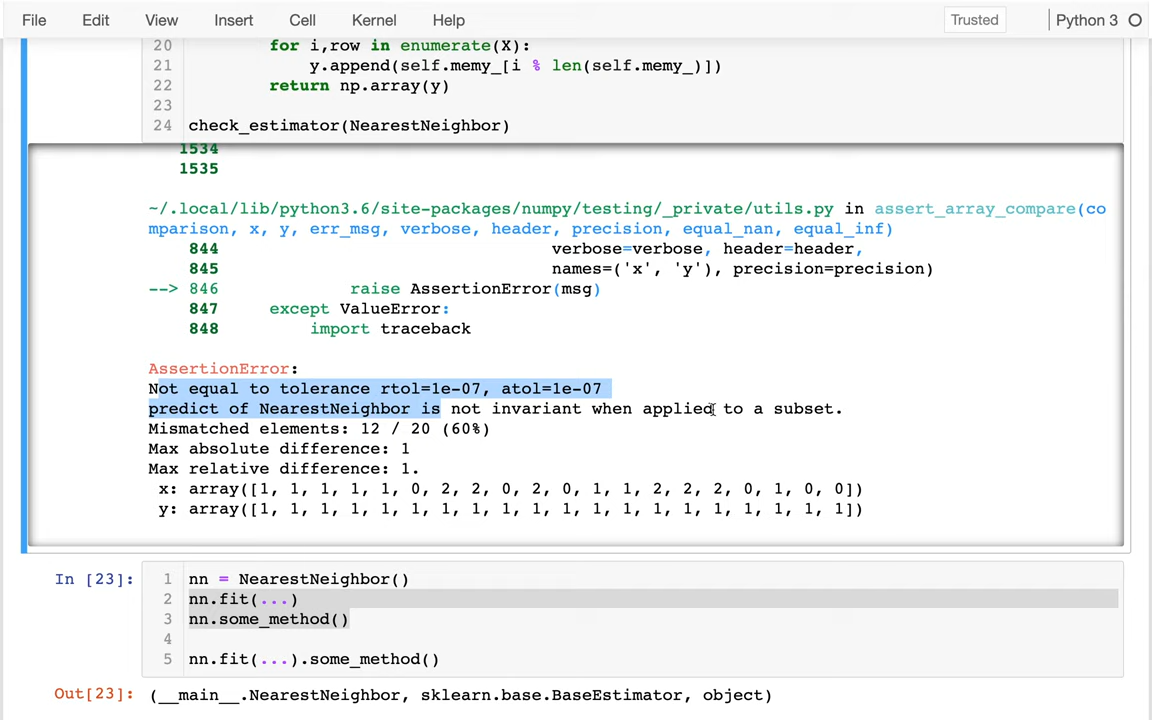 File Edit View Insert Cell Kernel Help Trusted Python 3
20 for i,row in enumerate(X):
21 y.append(self.memy_[i % len(self.memy_)])
22 return np.array(y)
23
24 check_estimator(NearestNeighbor)
1534
1535
~/.local/lib/python3.6/site-packages/numpy/testing/_private/utils.py in assert_array_compare(co
mparison, x, y, err_msg, verbose, header, precision, equal_nan, equal_inf)
844 verbose=verbose, header=header,
845 names=('x', 'y'), precision=precision)
--> 846 raise AssertionError(msg)
847 except ValueError:
848 import traceback
AssertionError:
Not equal to tolerance rtol=1e-07, atol=1e-07
predict of NearestNeighbor is not invariant when applied to a subset.
Mismatched elements: 12 / 20 (60%)
Max absolute difference: 1
Max relative difference: 1.
x: array([1, 1, 1, 1, 1, 0, 2, 2, 0, 2, 0, 1, 1, 2, 2, 2, 0, 1, 0, 0])
y: array([1, 1, 1, 1, 1, 1, 1, 1, 1, 1, 1, 1, 1, 1, 1, 1, 1, 1, 1, 1])
In [23]: 1 nn = NearestNeighbor()
2 nn.fit(...)
3 nn.some_method()
4
5 nn.fit(...).some_method()
Out[23]: (__main__.NearestNeighbor, sklearn.base.BaseEstimator, object)